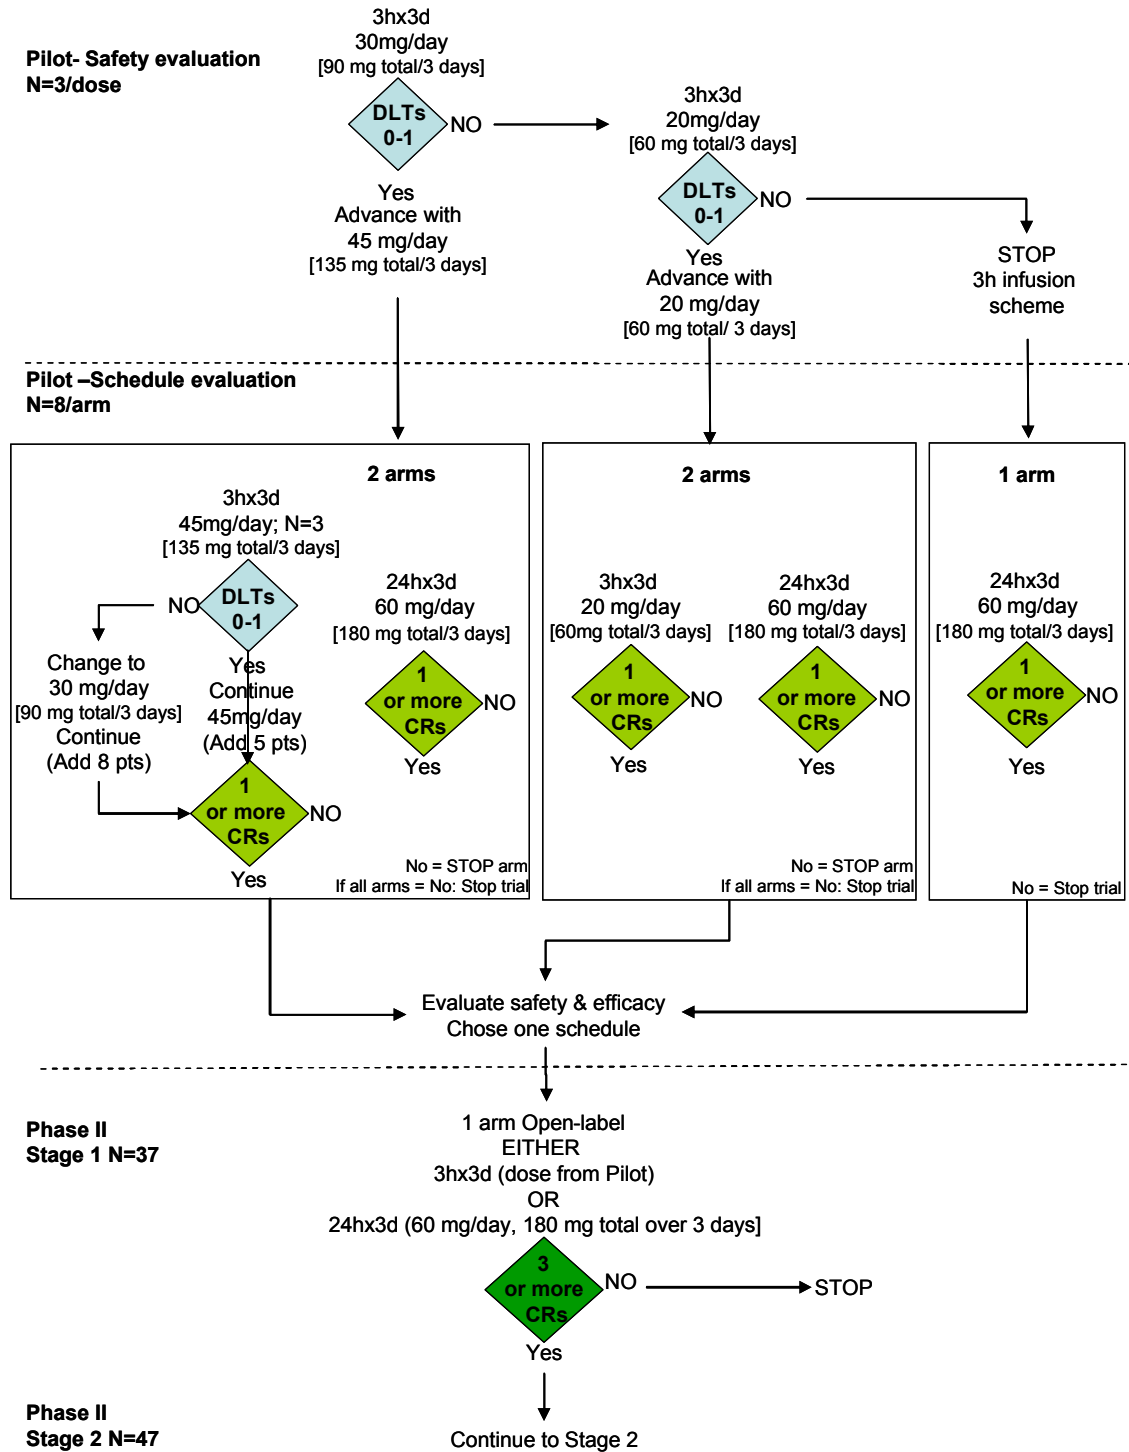 Pilot- Safety evaluation
N=3/dose
3hx3d
30mg/day
[90 mg total/3 days]
DLTs
0-1
NO
Yes
Advance with
45 mg/day
[135 mg total/3 days]
3hx3d
20mg/day
[60 mg total/3 days]
DLTs
0-1
NO
Yes
Advance with
20 mg/day
[60 mg total/ 3 days]
STOP
3h infusion
scheme
Pilot –Schedule evaluation
N=8/arm
2 arms
3hx3d
45mg/day; N=3
[135 mg total/3 days]
DLTs
0-1
NO
Change to
30 mg/day
[90 mg total/3 days]
Continue
(Add 8 pts)
Yes
Continue
45mg/day
(Add 5 pts)
1
or more
CRs
NO
Yes
24hx3d
60 mg/day
[180 mg total/3 days]
1
or more
CRs
NO
Yes
No = STOP arm
If all arms = No: Stop trial
2 arms
3hx3d
20 mg/day
[60mg total/3 days]
1
or more
CRs
NO
Yes
24hx3d
60 mg/day
[180 mg total/3 days]
1
or more
CRs
NO
Yes
No = STOP arm
If all arms = No: Stop trial
1 arm
24hx3d
60 mg/day
[180 mg total/3 days]
1
or more
CRs
NO
Yes
No = Stop trial
Evaluate safety & efficacy
Chose one schedule
Phase II
Stage 1 N=37
1 arm Open-label
EITHER
3hx3d (dose from Pilot)
OR
24hx3d (60 mg/day, 180 mg total over 3 days]
3
or more
CRs
NO
STOP
Yes
Phase II
Stage 2 N=47
Continue to Stage 2